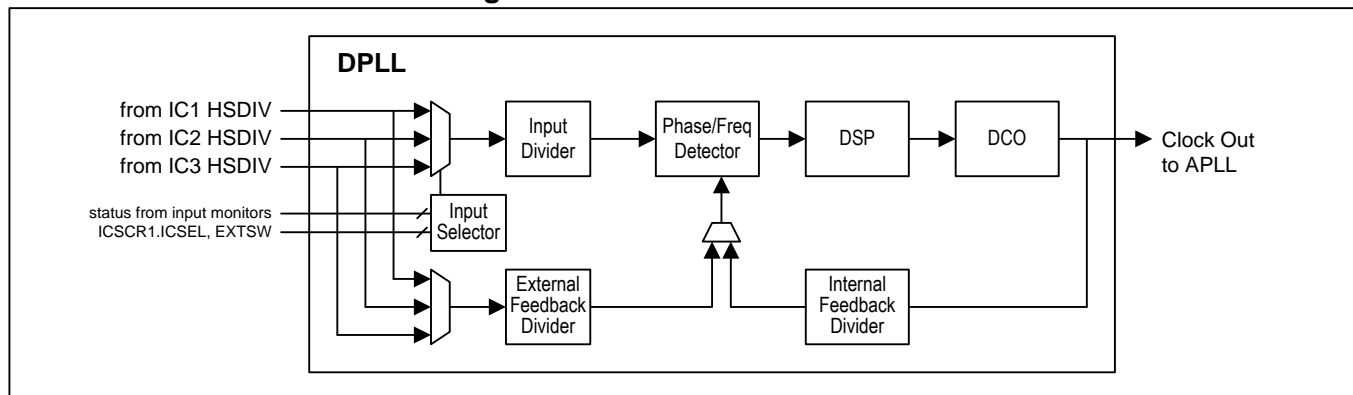 DPLL
from IC1 HSDIV
from IC2 HSDIV
from IC3 HSDIV
status from input monitors
ICSCR1.ICSEL, EXTSW
Input
Divider
Phase/Freq
Detector
DSP
DCO
Clock Out
to APLL
Input
Selector
External
Feedback
Divider
Internal
Feedback
Divider